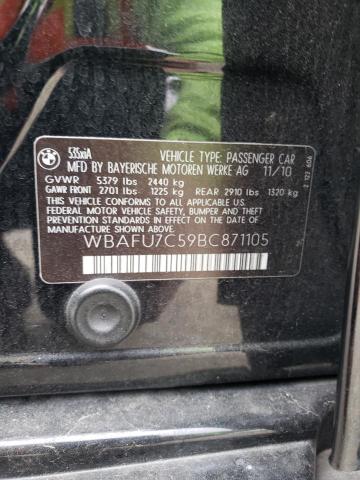 BMW
535xiA VEHICLE TYPE: PASSENGER CAR
MFD BY BAYERISCHE MOTOREN WERKE AG 11/10
GVWR 5379 lbs 2440 kg
GAWR FRONT 2701 lbs 1225 kg REAR 2910 lbs 1320 kg
THIS VEHICLE CONFORMS TO ALL APPLICABLE
FEDERAL MOTOR VEHICLE SAFETY, BUMPER, AND
THEFT PREVENTION STANDARDS IN EFFECT ON THE DATE OF
MANUFACTURE SHOWN ABOVE.
WBAFU7C59BC871105